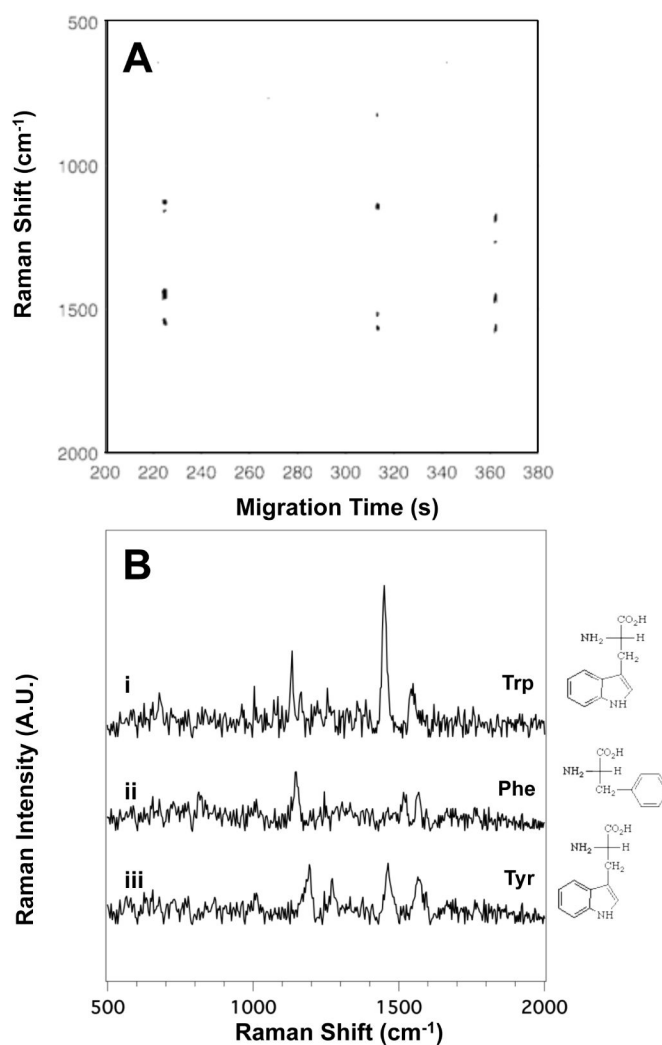 A
500
1000
1500
2000
Raman Shift (cm-1)
200 220 240 260 280 300 320 340 360 380
Migration Time (s)
B
i
Trp
CO₂H
NH₂
H
CH₂
NH
ii
Phe
CO₂H
NH₂
H
CH₂
iii
Tyr
CO₂H
NH₂
H
CH₂
NH
Raman Intensity (A.U.)
500 1000 1500 2000
Raman Shift (cm-1)